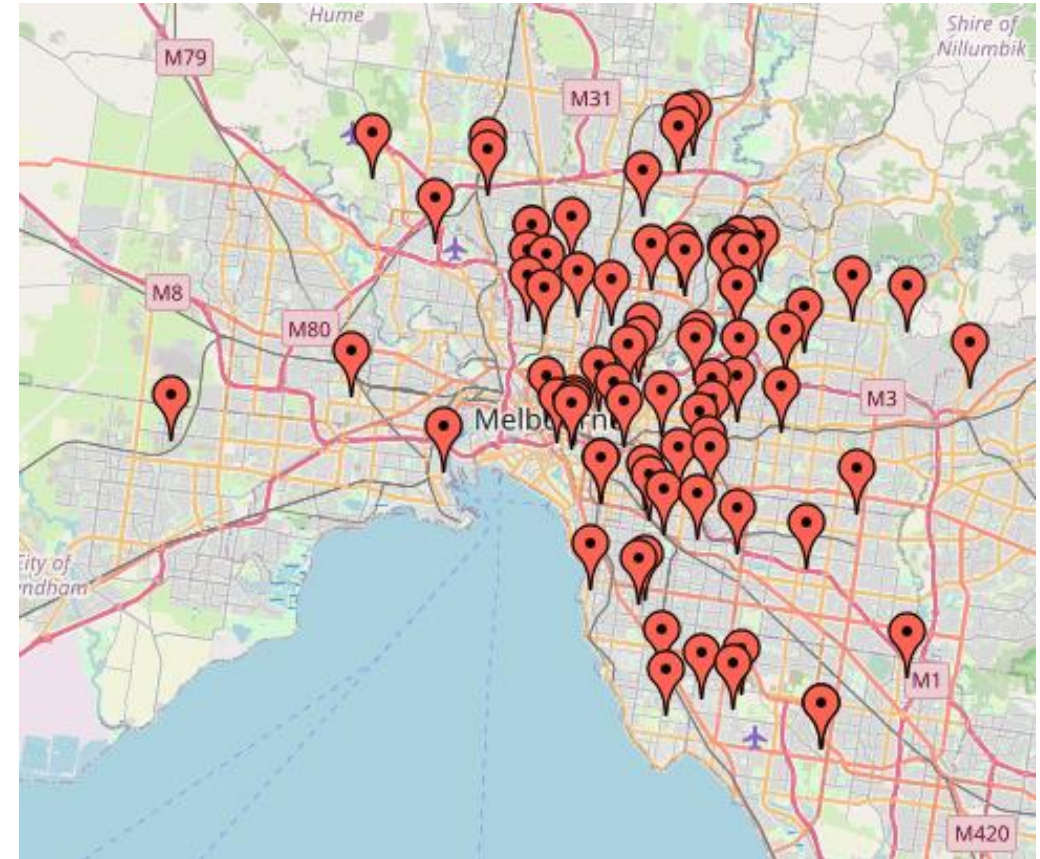 Hume
Shire of
Nillumbik
M79
M31
M8
M80
M3
Melbourne
City of
ndham
M1
M420